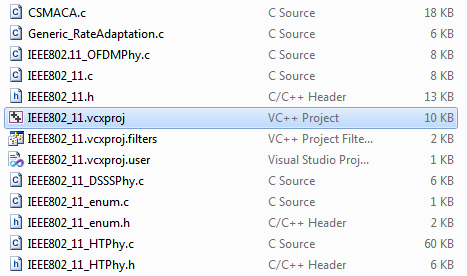 CSMACA.c C Source 18 KB
Generic_RateAdaptation.c C Source 6 KB
IEEE802.11_OFDMPhy.c C Source 8 KB
IEEE802_11.c C Source 8 KB
IEEE802_11.h C/C++ Header 13 KB
IEEE802_11.vcxproj VC++ Project 10 KB
IEEE802_11.vcxproj.filters VC++ Project Filte... 2 KB
IEEE802_11.vcxproj.user Visual Studio Proj... 1 KB
IEEE802_11_DSSSPhy.c C Source 6 KB
IEEE802_11_enum.c C Source 1 KB
IEEE802_11_enum.h C/C++ Header 2 KB
IEEE802_11_HTPhy.c C Source 60 KB
IEEE802_11_HTPhy.h C/C++ Header 6 KB